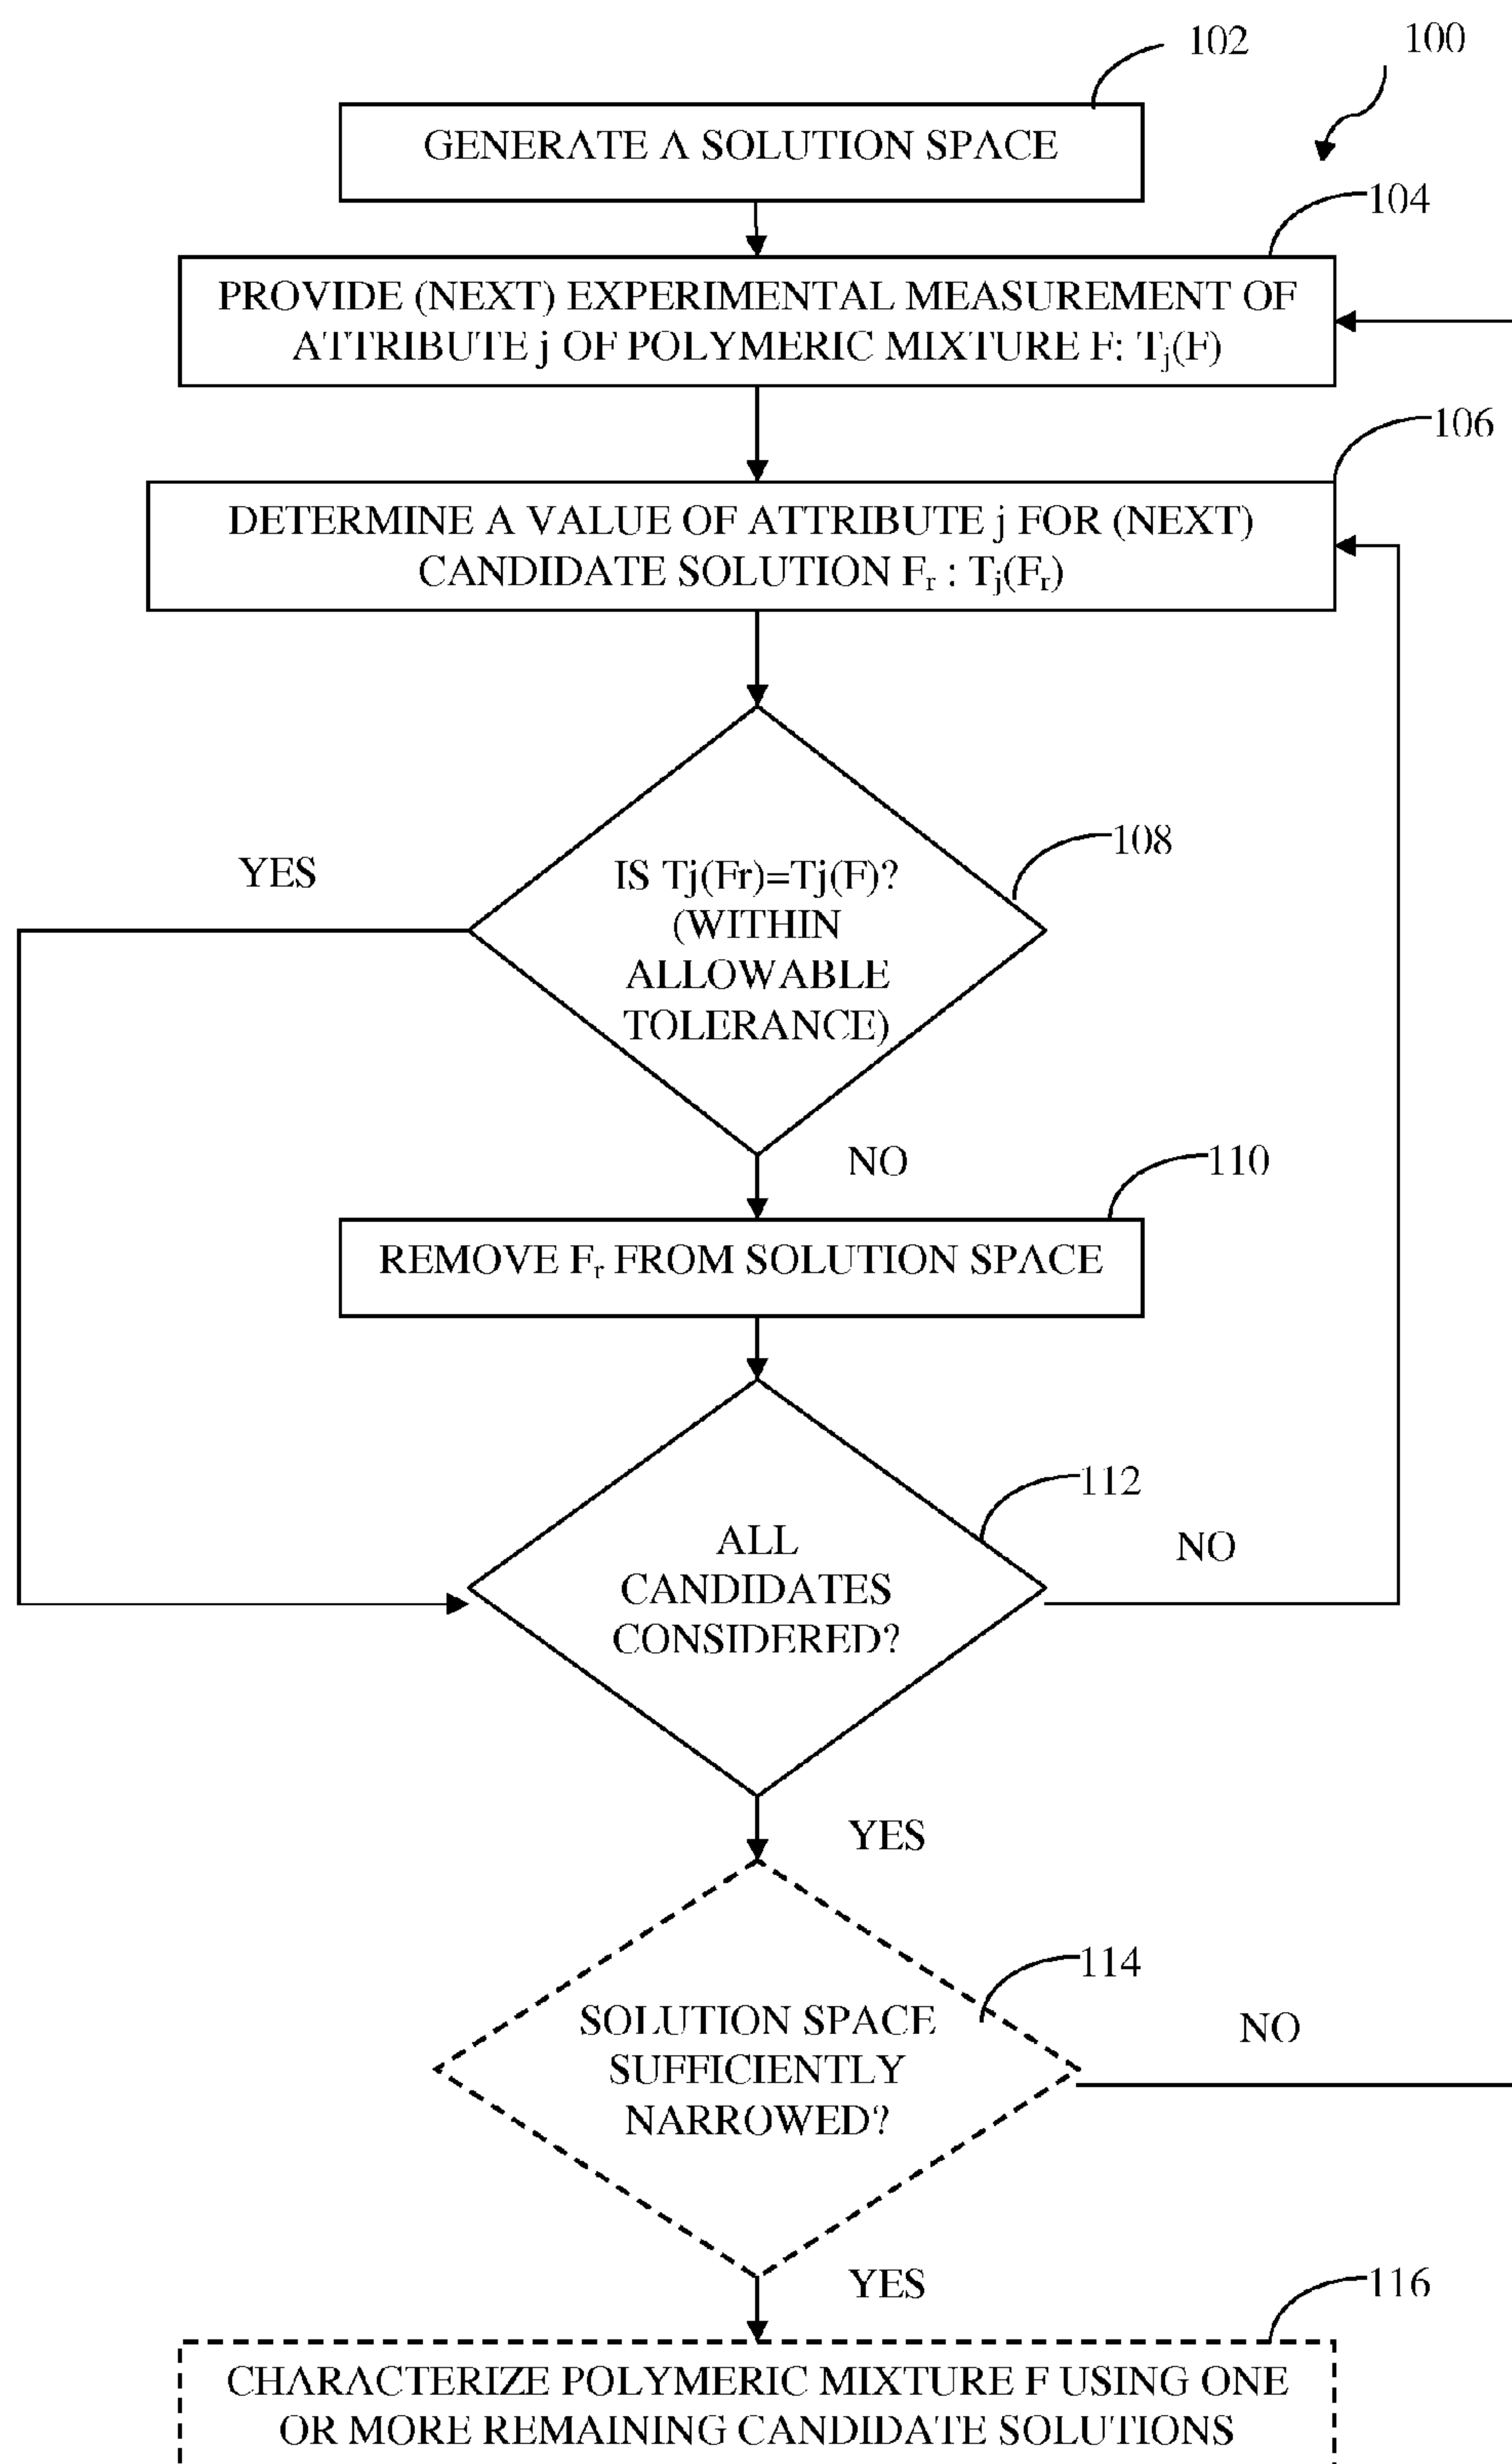 102
100
GENERATE A SOLUTION SPACE
104
PROVIDE (NEXT) EXPERIMENTAL MEASUREMENT OF
ATTRIBUTE j OF POLYMERIC MIXTURE F: Tj(F)
106
DETERMINE A VALUE OF ATTRIBUTE j FOR (NEXT)
CANDIDATE SOLUTION Fr : Tj(Fr)
108
YES
IS Tj(Fr)=Tj(F)?
(WITHIN
ALLOWABLE
TOLERANCE)
NO
110
REMOVE Fr FROM SOLUTION SPACE
112
NO
ALL
CANDIDATES
CONSIDERED?
YES
114
NO
SOLUTION SPACE
SUFFICIENTLY
NARROWED?
YES
116
CHARACTERIZE POLYMERIC MIXTURE F USING ONE
OR MORE REMAINING CANDIDATE SOLUTIONS